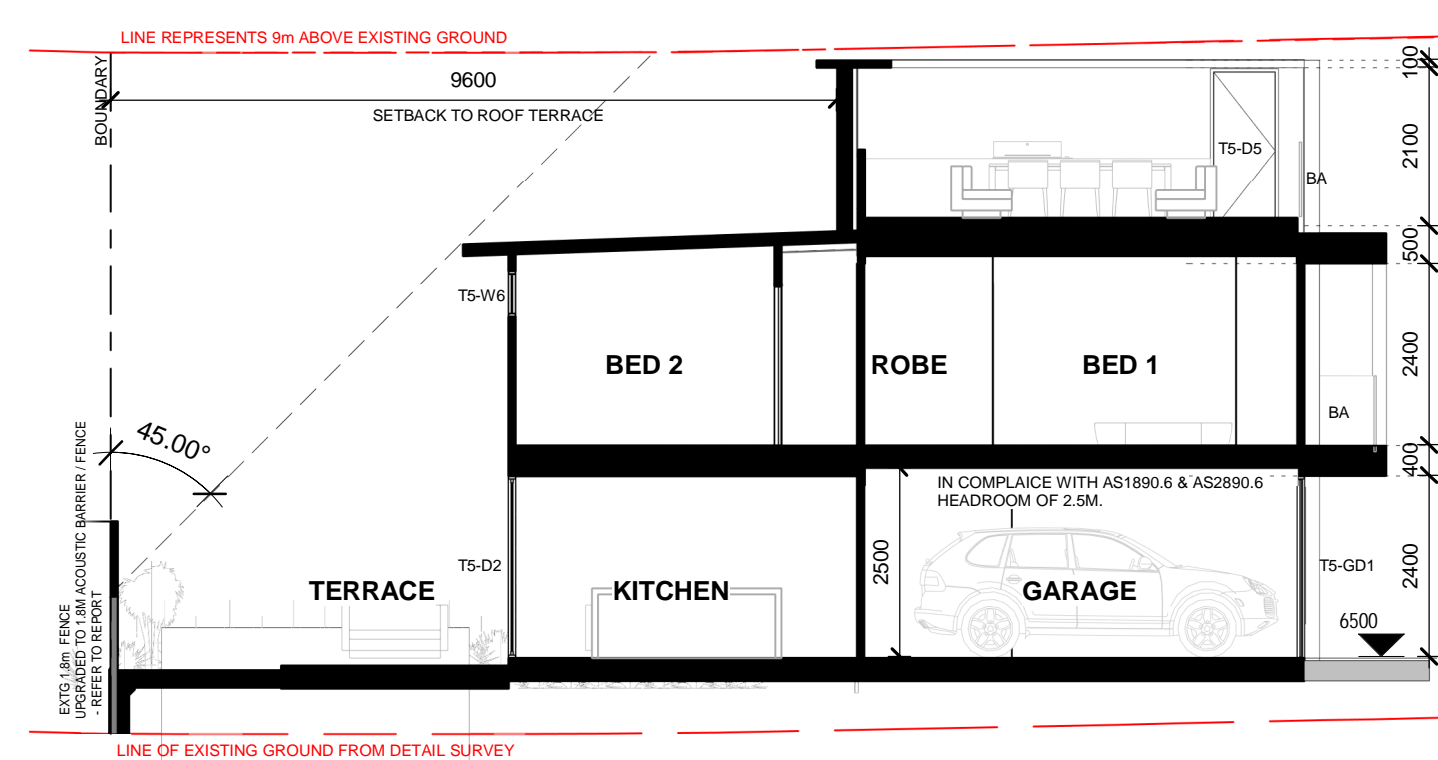 LINE REPRESENTS 9m ABOVE EXISTING GROUND
BOUNDARY
9600
SETBACK TO ROOF TERRACE
100
2100
T5-D5
BA
500
T5-W6
BED 2
ROBE
BED 1
2400
BA
45.00°
400
IN COMPLAICE WITH AS1890.6 & AS2890.6
HEADROOM OF 2.5M.
EXTG 1.8m FENCE
UPGRADED TO 1.8M ACOUSTIC BARRIER / FENCE
- REFER TO REPORT
TERRACE
T5-D2
KITCHEN
2500
GARAGE
T5-GD1
2400
6500
LINE OF EXISTING GROUND FROM DETAIL SURVEY